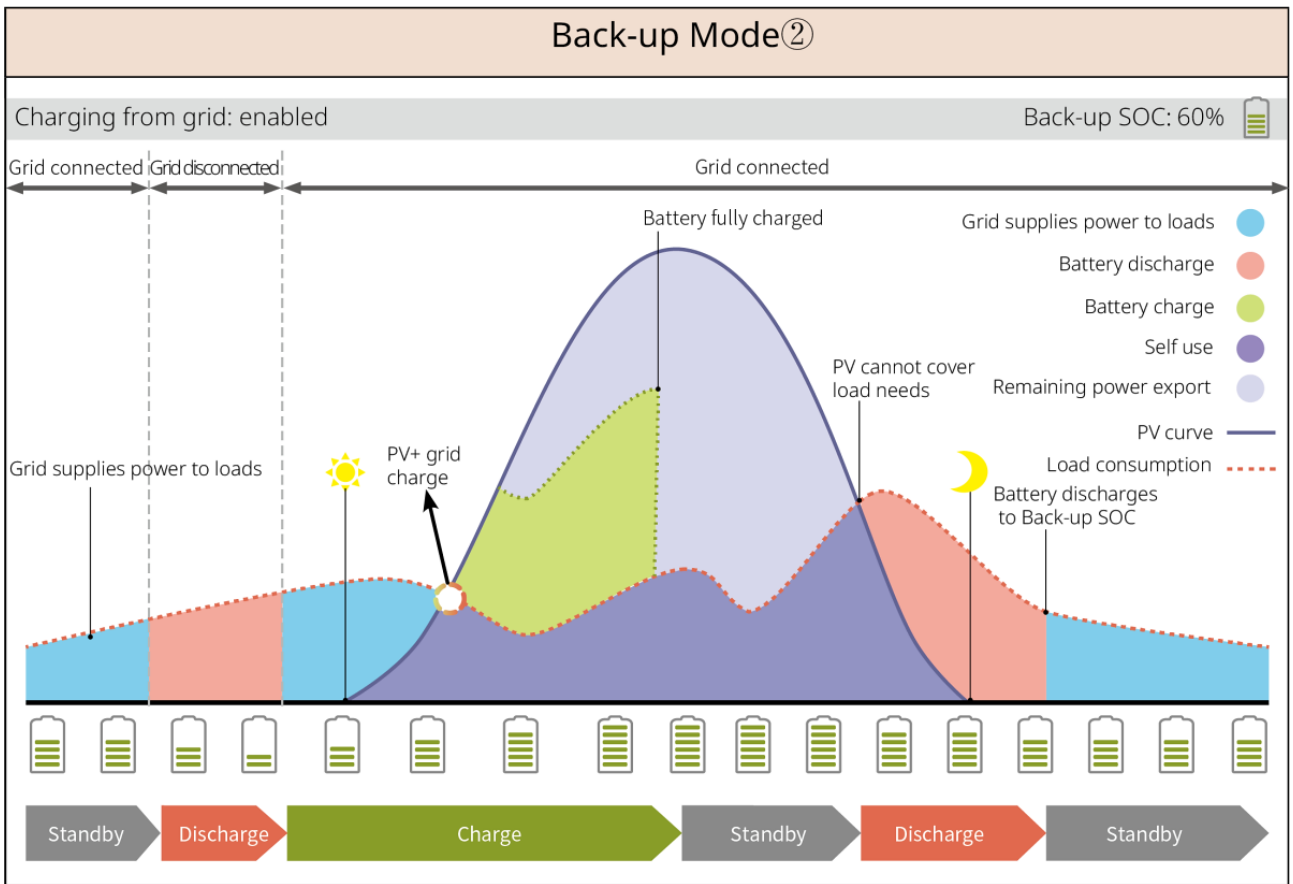 Back-up Mode②
Charging from grid: enabled
Back-up SOC: 60%
Grid connected
Grid disconnected
Grid connected
Battery fully charged
Grid supplies power to loads
Battery discharge
Battery charge
Self use
Remaining power export
PV curve
Load consumption
PV cannot cover
load needs
PV+ grid
charge
Grid supplies power to loads
Battery discharges
to Back-up SOC
Standby
Discharge
Charge
Standby
Discharge
Standby